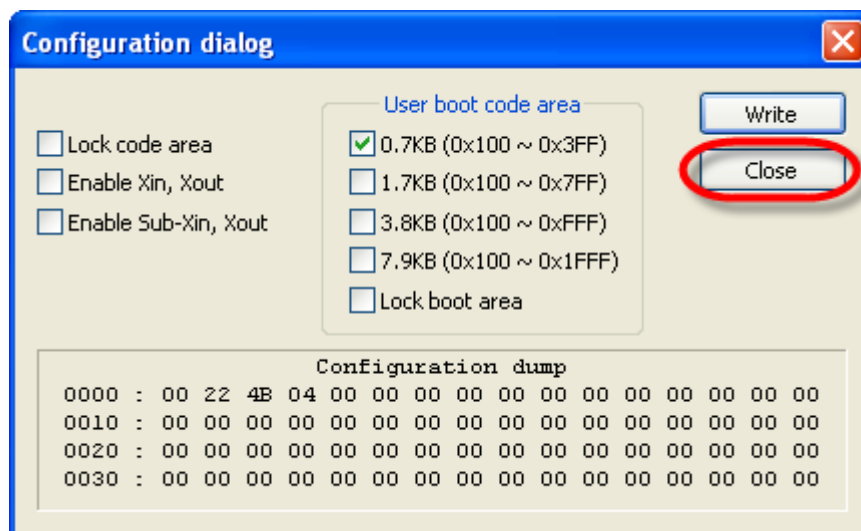 Configuration dialog
User boot code area
Write
Lock code area
0.7KB (0x100 ~ 0x3FF)
Close
Enable Xin, Xout
1.7KB (0x100 ~ 0x7FF)
Enable Sub-Xin, Xout
3.8KB (0x100 ~ 0xFFF)
7.9KB (0x100 ~ 0x1FFF)
Lock boot area
Configuration dump
0000 : 00 22 4B 04 00 00 00 00 00 00 00 00 00 00 00 00
0010 : 00 00 00 00 00 00 00 00 00 00 00 00 00 00 00 00
0020 : 00 00 00 00 00 00 00 00 00 00 00 00 00 00 00 00
0030 : 00 00 00 00 00 00 00 00 00 00 00 00 00 00 00 00